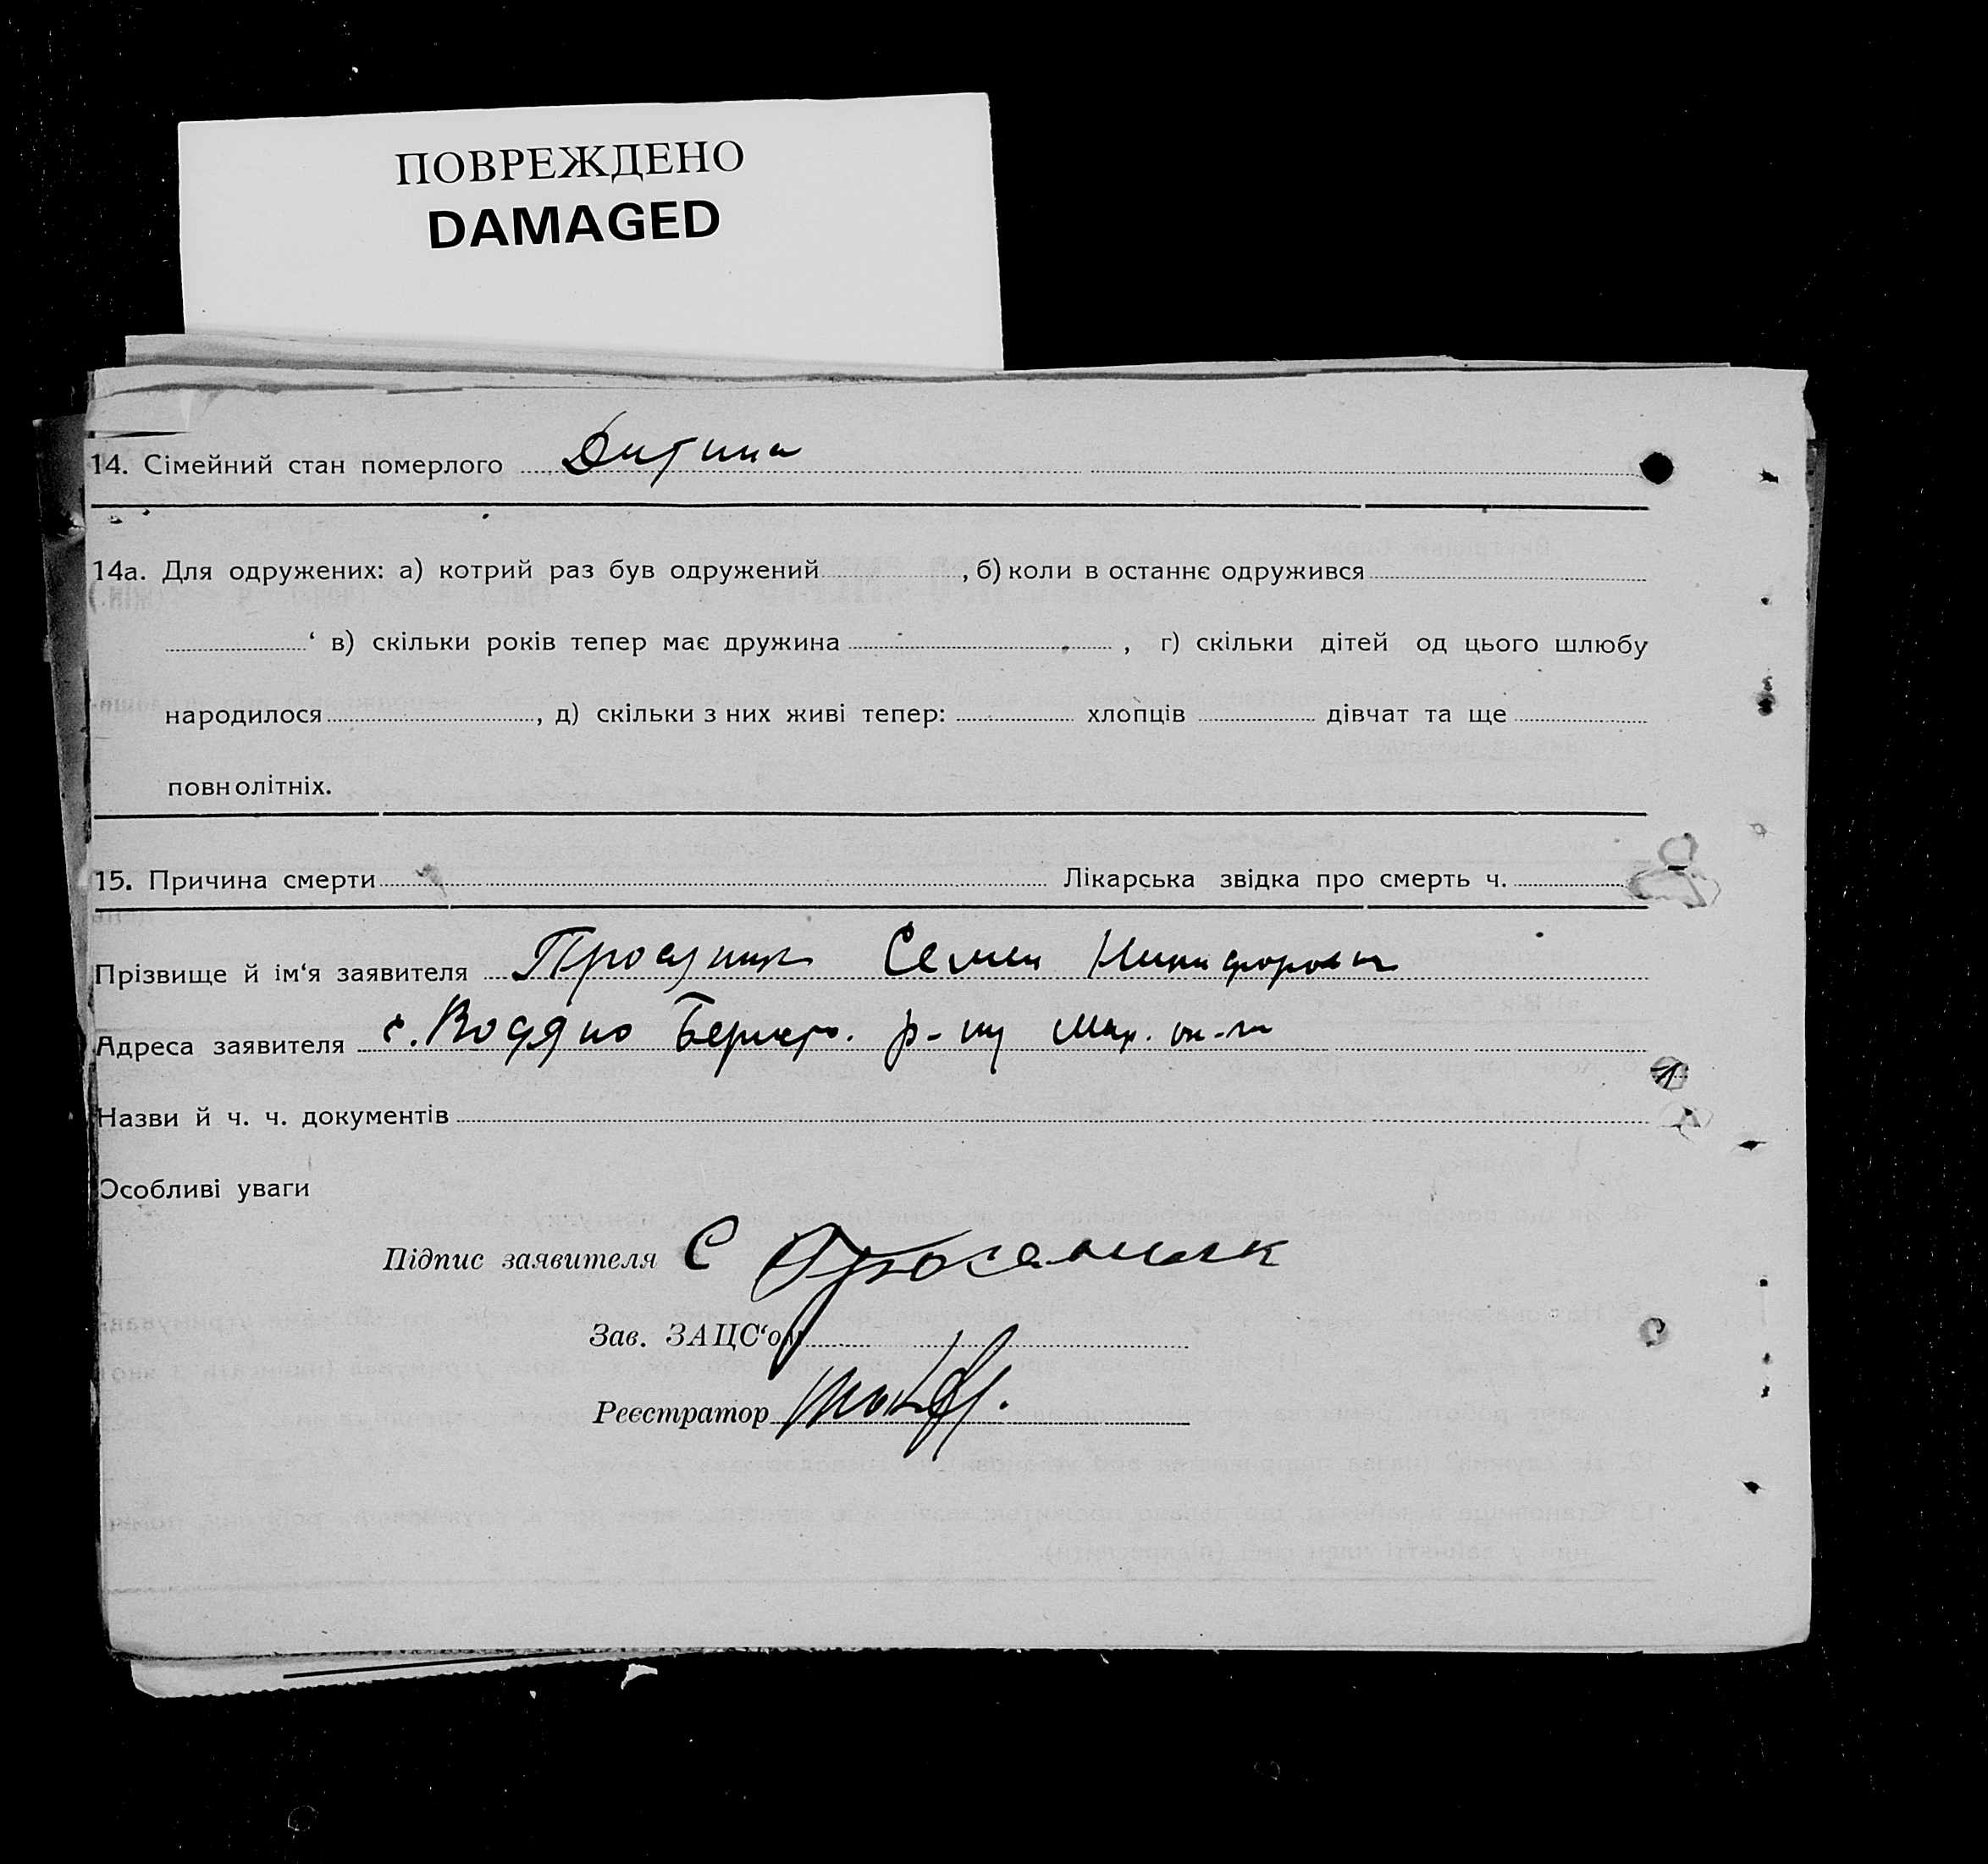 ПОВРЕЖДЕНО
DAMAGED
14. Сімейний стан померлого Дитина
14а. Для одружених: а) котрий раз був одружений , б) коли в останнє одружився
‘ в) скільки років тепер має дружина , г) скільки дітей од цього шлюбу
народилося , д) скільки з них живі тепер: хлопців дівчат та ще
повнолітніх.
15. Причина смерти Лікарська звідка про смерть ч.
Прізвище й ім‘я заявителя Семен
Адреса заявителя с. Водяно р-ну
Назви й ч. ч. документів
Особливі уваги
Підпис заявителя С
Зав. ЗАЦС‘ом
Реєстратор